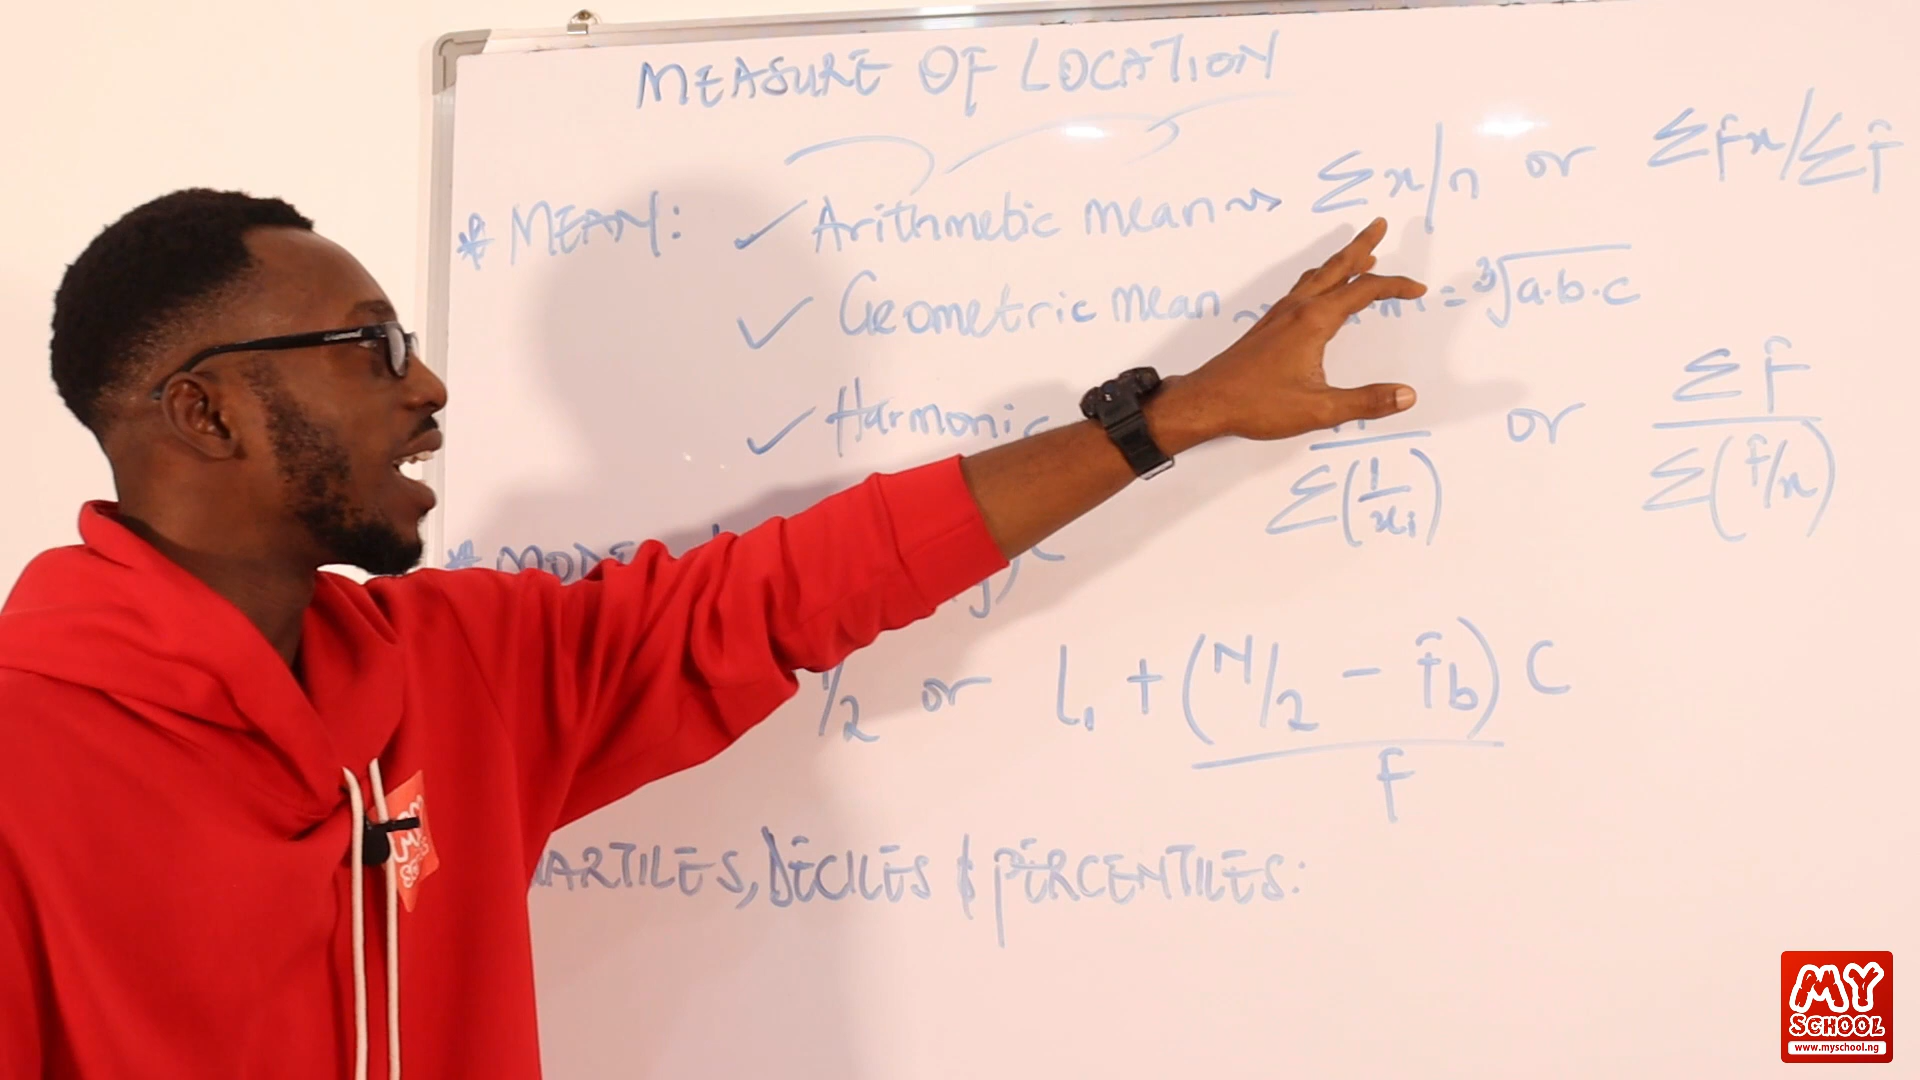 MEASURE OF LOCATION
* MEAN: ✓ Arithmetic mean ~> Σx/n or Σfx/Σf
✓ Geometric mean = ∛a.b.c
✓ Harmonic Σ(1/xi) or Σf / Σ(f/x)
* MODE C
/2 or L1 + (N/2 - fb) C / f
ARTILES, DECILES & PERCENTILES:
MY
SCHOOL
www.myschool.ng